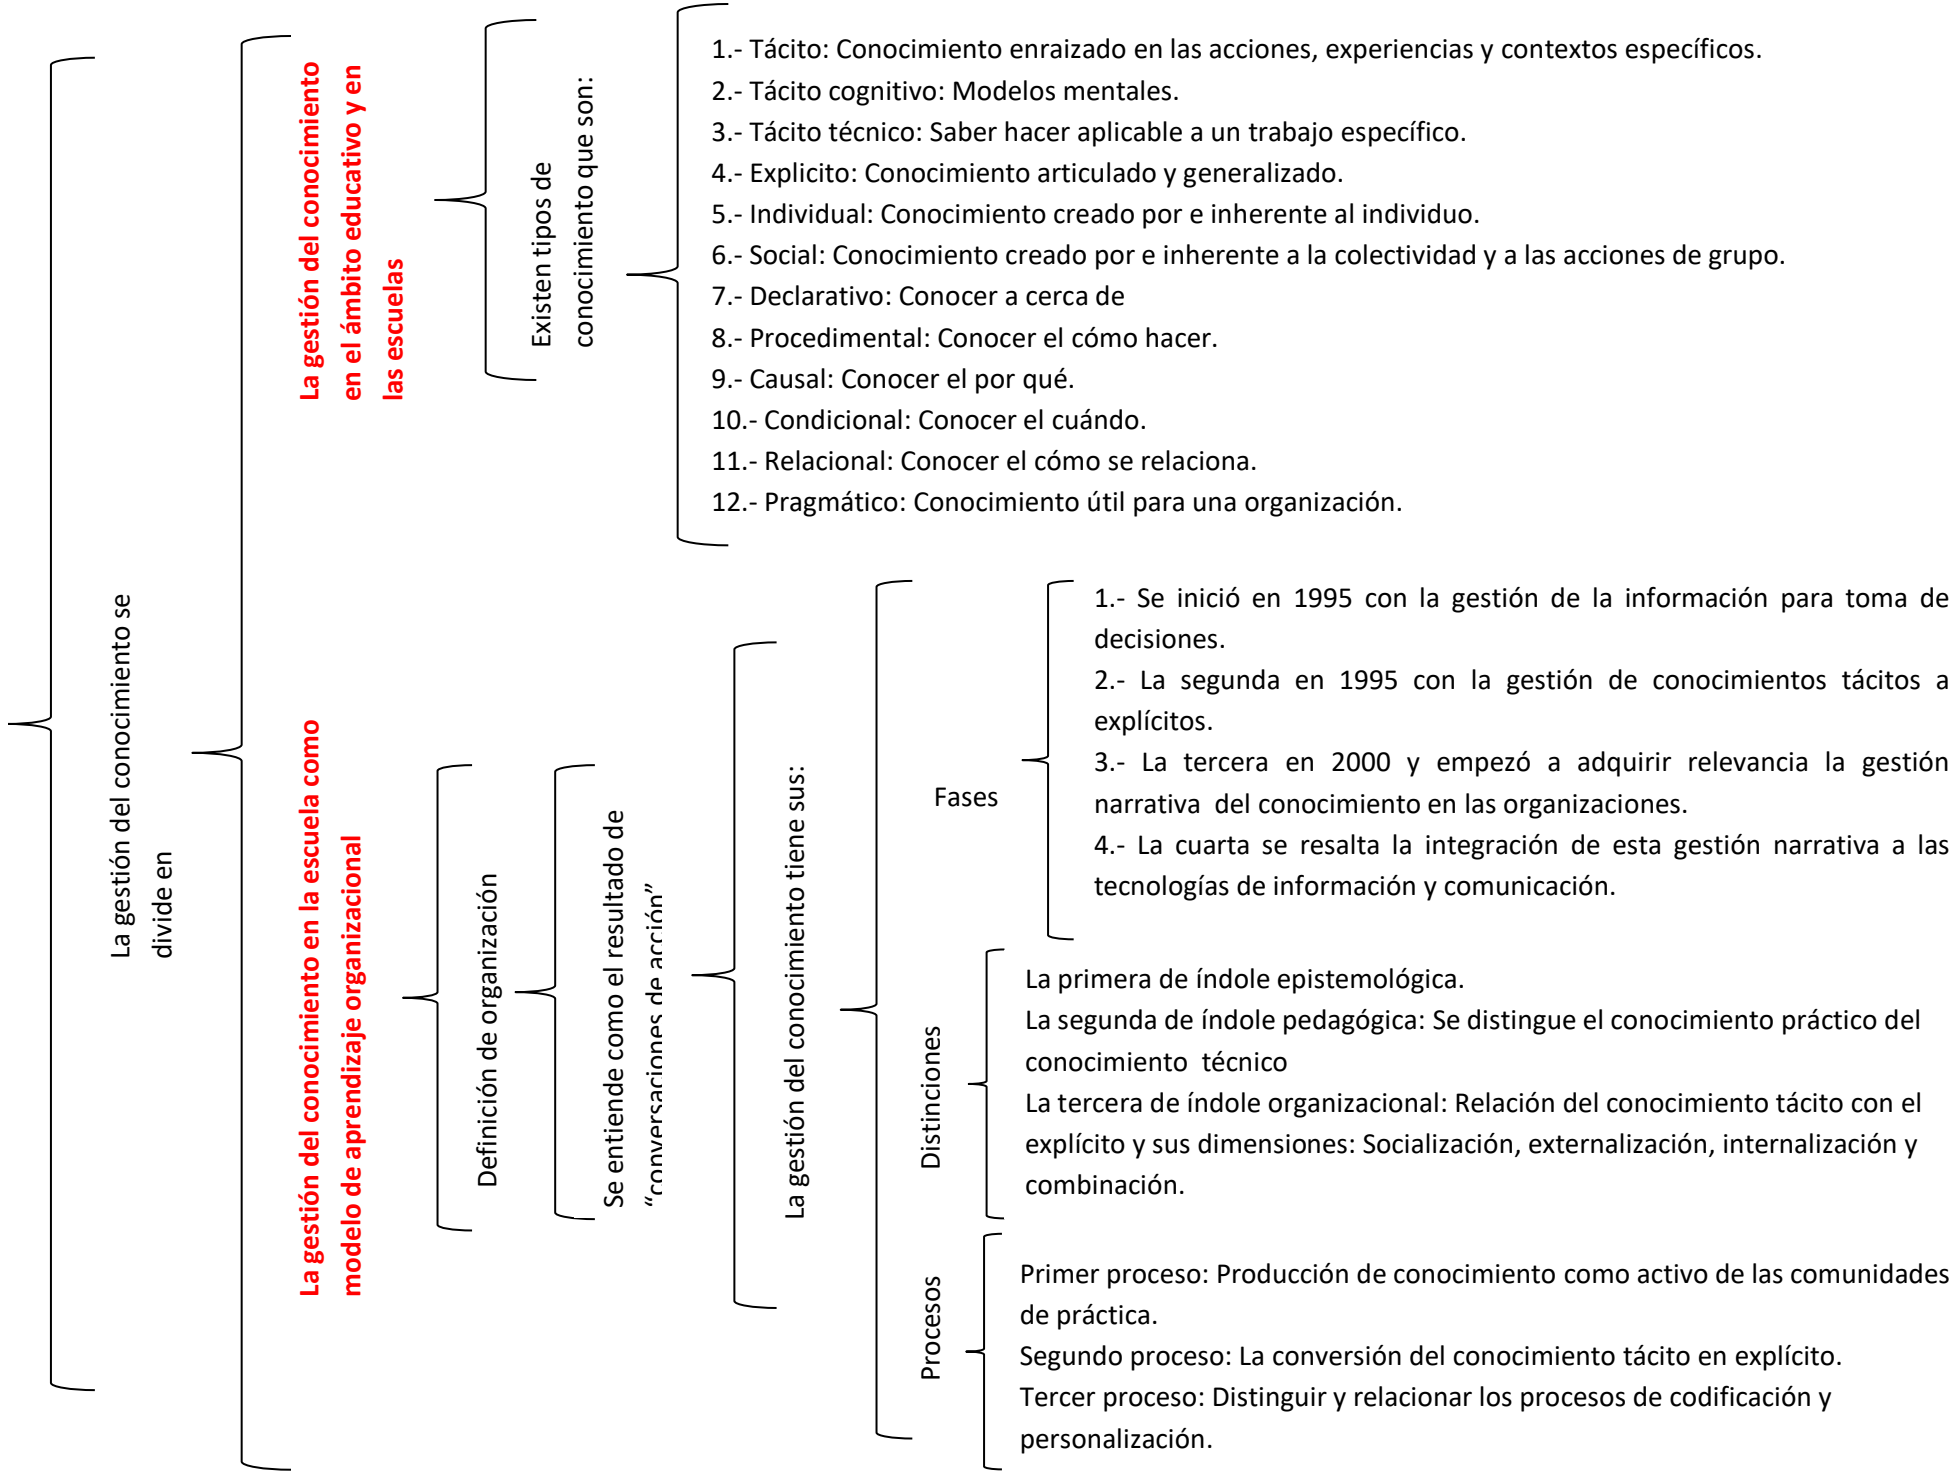 La gestión del conocimiento se
divide en
La gestión del conocimiento
en el ámbito educativo y en
las escuelas
Existen tipos de
conocimiento que son:
1.- Tácito: Conocimiento enraizado en las acciones, experiencias y contextos específicos.
2.- Tácito cognitivo: Modelos mentales.
3.- Tácito técnico: Saber hacer aplicable a un trabajo específico.
4.- Explicito: Conocimiento articulado y generalizado.
5.- Individual: Conocimiento creado por e inherente al individuo.
6.- Social: Conocimiento creado por e inherente a la colectividad y a las acciones de grupo.
7.- Declarativo: Conocer a cerca de
8.- Procedimental: Conocer el cómo hacer.
9.- Causal: Conocer el por qué.
10.- Condicional: Conocer el cuándo.
11.- Relacional: Conocer el cómo se relaciona.
12.- Pragmático: Conocimiento útil para una organización.
La gestión del conocimiento en la escuela como
modelo de aprendizaje organizacional
Definición de organización
Se entiende como el resultado de
“conversaciones de acción”
La gestión del conocimiento tiene sus:
Fases
1.- Se inició en 1995 con la gestión de la información para toma de
decisiones.
2.- La segunda en 1995 con la gestión de conocimientos tácitos a
explícitos.
3.- La tercera en 2000 y empezó a adquirir relevancia la gestión
narrativa del conocimiento en las organizaciones.
4.- La cuarta se resalta la integración de esta gestión narrativa a las
tecnologías de información y comunicación.
Distinciones
La primera de índole epistemológica.
La segunda de índole pedagógica: Se distingue el conocimiento práctico del
conocimiento técnico
La tercera de índole organizacional: Relación del conocimiento tácito con el
explícito y sus dimensiones: Socialización, externalización, internalización y
combinación.
Procesos
Primer proceso: Producción de conocimiento como activo de las comunidades
de práctica.
Segundo proceso: La conversión del conocimiento tácito en explícito.
Tercer proceso: Distinguir y relacionar los procesos de codificación y
personalización.